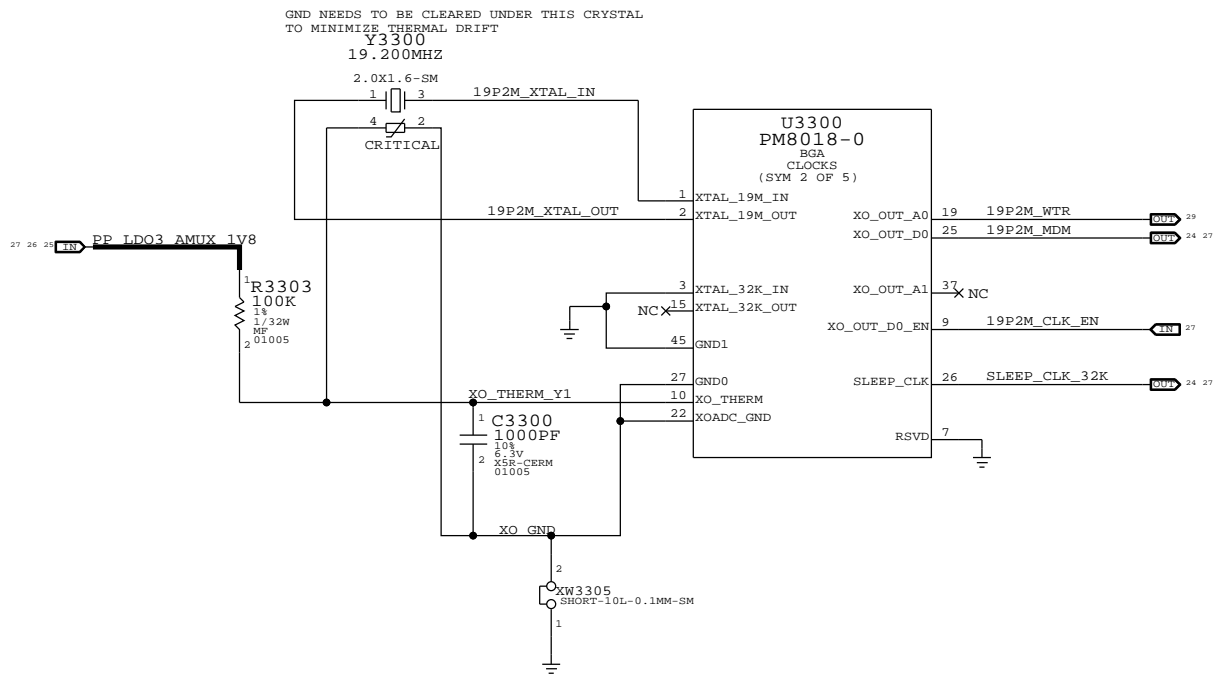 GND NEEDS TO BE CLEARED UNDER THIS CRYSTAL
TO MINIMIZE THERMAL DRIFT
Y3300
19.200MHZ
2.0X1.6-SM
1 3
19P2M_XTAL_IN
4 2
CRITICAL
U3300
PM8018-0
BGA
CLOCKS
(SYM 2 OF 5)
1 XTAL_19M_IN
19P2M_XTAL_OUT
2 XTAL_19M_OUT
XO_OUT_A0 19 19P2M_WTR OUT 29
XO_OUT_D0 25 19P2M_MDM OUT 24 27
27 26 25 IN PP_LDO3_AMUX_1V8
1
R3303
100K
1%
1/32W
MF
01005
2
3 XTAL_32K_IN
NC 15 XTAL_32K_OUT
XO_OUT_A1 37 NC
XO_OUT_D0_EN 9 19P2M_CLK_EN IN 27
45 GND1
27 GND0
SLEEP_CLK 26 SLEEP_CLK_32K OUT 24 27
XO_THERM_Y1
10 XO_THERM
22 XOADC_GND
RSVD 7
1
C3300
1000PF
10%
6.3V
X5R-CERM
01005
2
XO_GND
2
XW3305
SHORT-10L-0.1MM-SM
1